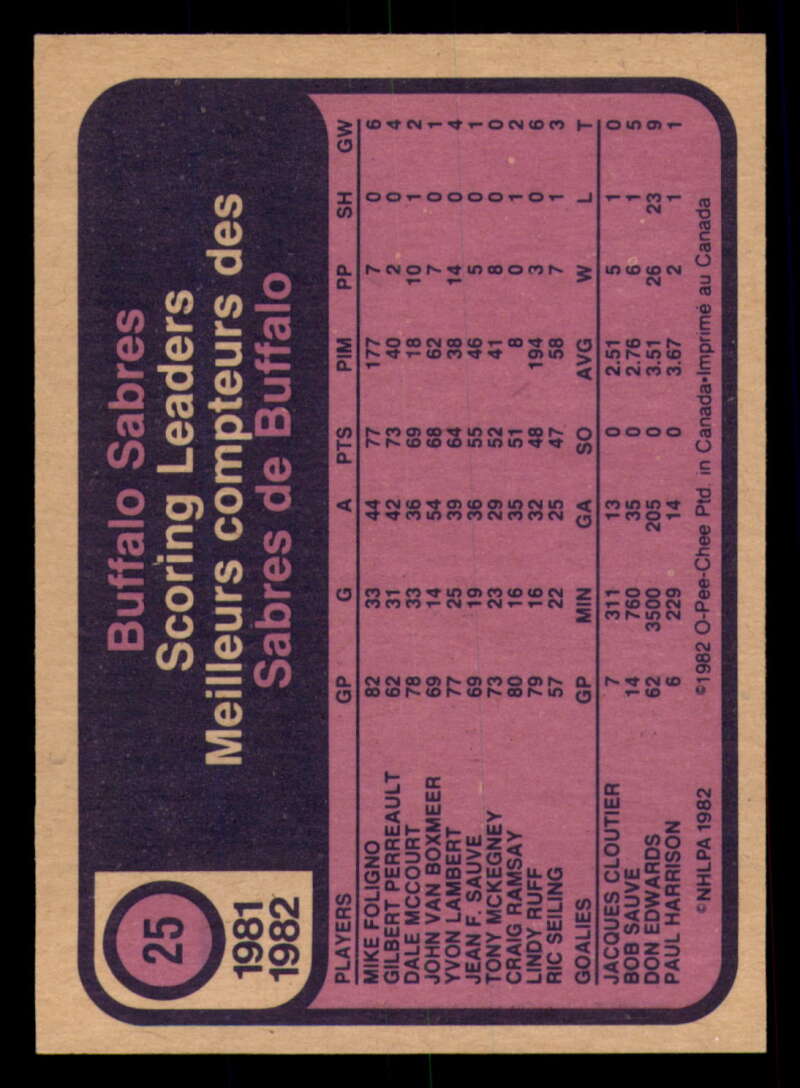 25
1981
1982
Buffalo Sabres
Scoring Leaders
Meilleurs compteurs des
Sabres de Buffalo
PLAYERS GP G A PTS PIM PP SH GW
MIKE FOLIGNO 82 33 44 77 177 7 0 6
GILBERT PERREAULT 62 31 42 73 40 2 0 4
DALE MCCOURT 78 33 36 69 18 10 1 2
JOHN VAN BOXMEER 69 14 54 68 62 7 0 1
YVON LAMBERT 77 25 39 64 38 14 0 4
JEAN F. SAUVE 69 19 36 55 46 5 0 1
TONY MCKEGNEY 73 23 29 52 41 8 0 0
CRAIG RAMSAY 80 16 35 51 8 0 1 2
LINDY RUFF 79 16 32 48 194 3 0 6
RIC SEILING 57 22 25 47 58 7 1 3
GOALIES GP MIN GA SO AVG W L T
JACQUES CLOUTIER 7 311 13 0 2.51 5 1 0
BOB SAUVE 14 760 35 0 2.76 6 1 5
DON EDWARDS 62 3500 205 0 3.51 26 23 9
PAUL HARRISON 6 229 14 0 3.67 2 1 1
©NHLPA 1982 ©1982 O-Pee-Chee Ptd. in Canada•Imprimé au Canada